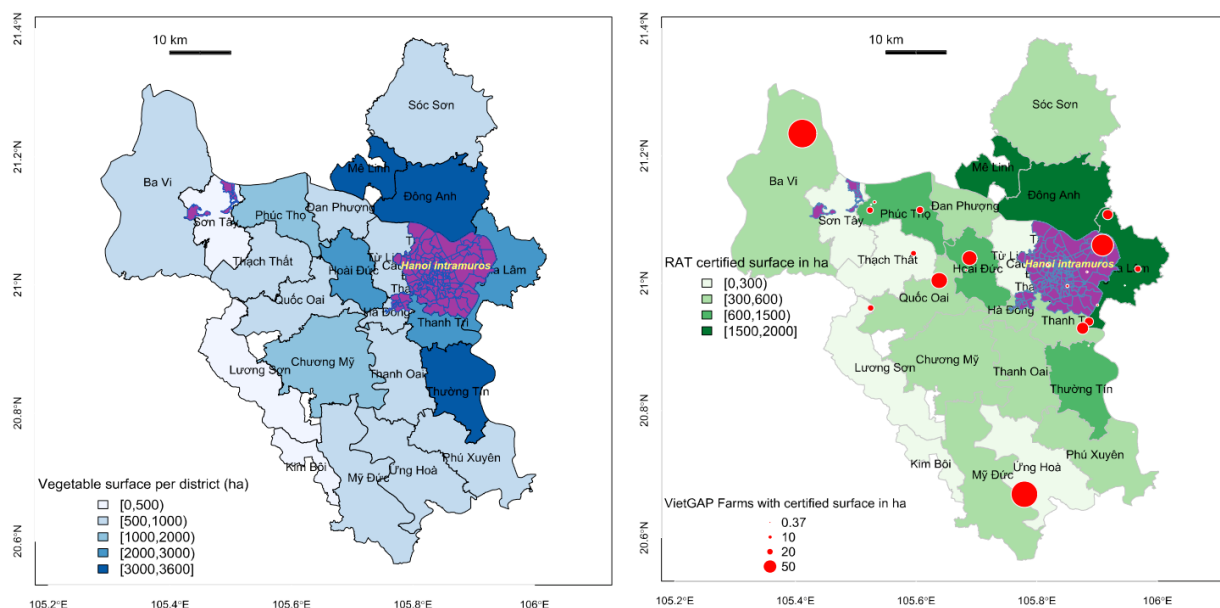 21.4°N
21.2°N
21°N
20.8°N
20.6°N
10 km
Sóc Sơn
Mê Linh
Ba Vì
Đông Anh
Đan Phượng
Phúc Thọ
Sơn Tây
Thạch Thất
Hoài Đức
Từ Li
Cầu
Hanoi intramuros
a Lâm
Quốc Oai
Hà Đông
Thanh Trì
Lương Sơn
Chương Mỹ
Thanh Oai
Thường Tín
Kim Bôi
Mỹ Đức
Ứng Hoà
Phú Xuyên
Vegetable surface per district (ha)
[0,500)
[500,1000)
[1000,2000)
[2000,3000)
[3000,3600]
105.2°E
105.4°E
105.6°E
105.8°E
106°E
21.4°N
21.2°N
21°N
20.8°N
20.6°N
10 km
Sóc Sơn
Mê Linh
Ba Vì
Đông Anh
Đan Phượng
Phúc Thọ
Sơn Tây
Thạch Thất
Hoài Đức
Từ Li
Cầu
Hanoi intramuros
Quốc Oai
Hà Đông
Thanh T
Lương Sơn
Chương Mỹ
Thanh Oai
Thường Tín
Kim Bôi
Mỹ Đức
Ứng Hoà
Phú Xuyên
RAT certified surface in ha
[0,300)
[300,600)
[600,1500)
[1500,2000]
VietGAP Farms with certified surface in ha
0.37
10
20
50
105.2°E
105.4°E
105.6°E
105.8°E
106°E